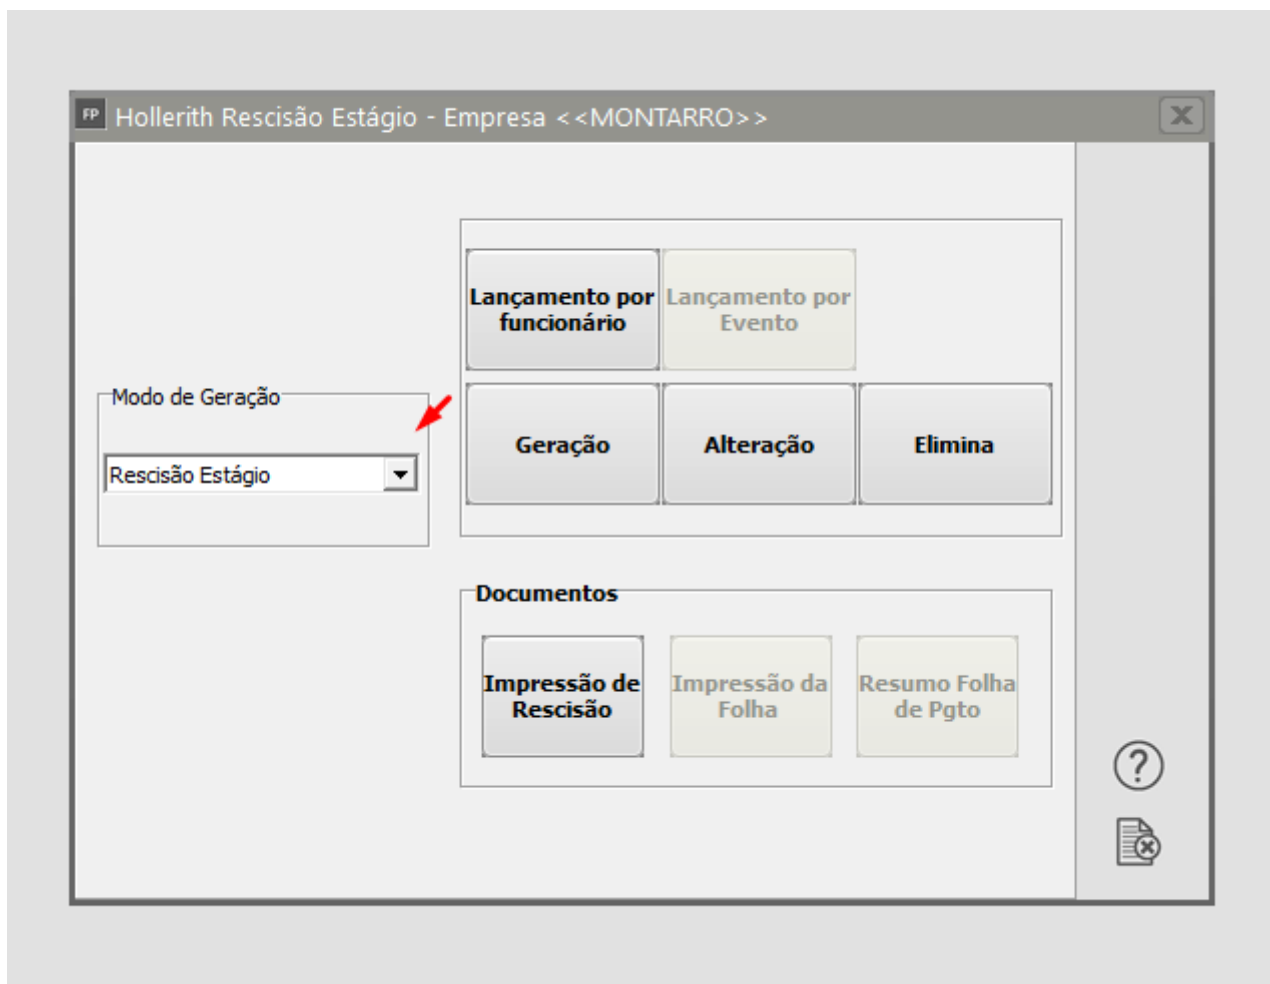 FP Hollerith Rescisão Estágio - Empresa <<MONTARRO>>
Lançamento por
funcionário
Lançamento por
Evento
Modo de Geração
Rescisão Estágio
Geração
Alteração
Elimina
Documentos
Impressão de
Rescisão
Impressão da
Folha
Resumo Folha
de Pgto
?